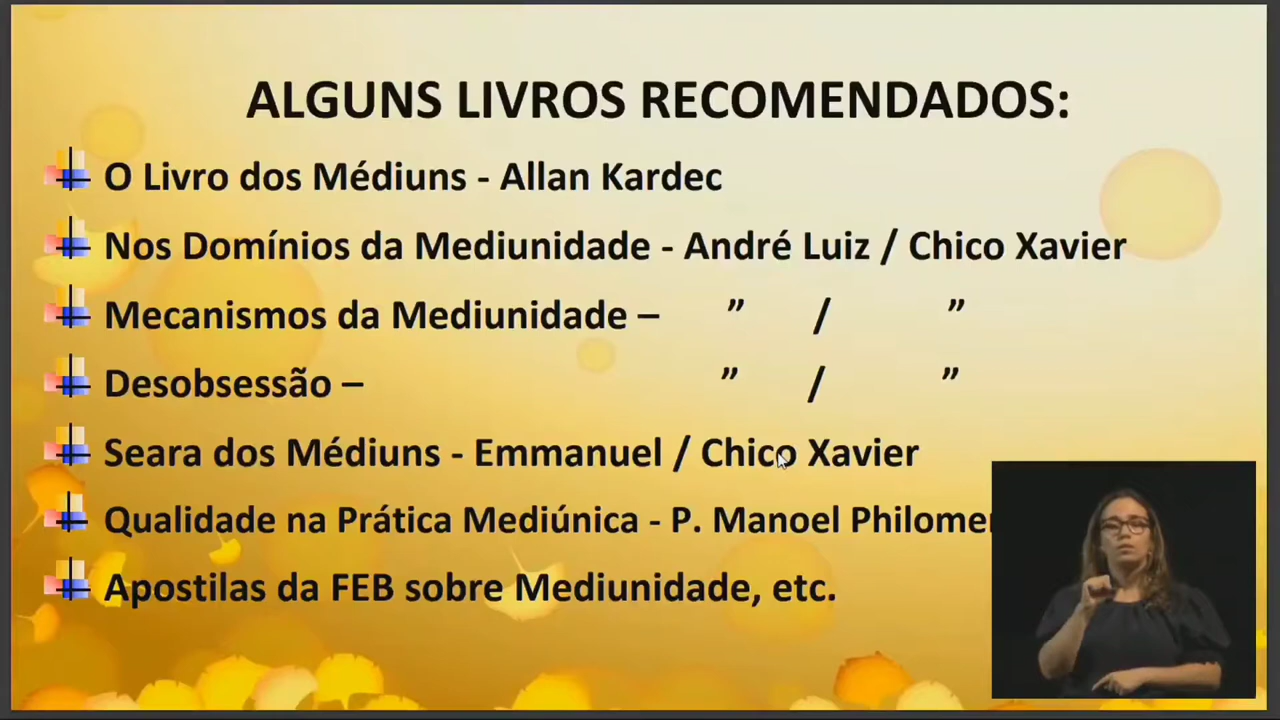 ALGUNS LIVROS RECOMENDADOS:
O Livro dos Médiuns - Allan Kardec
Nos Domínios da Mediunidade - André Luiz / Chico Xavier
Mecanismos da Mediunidade – ” / ”
Desobsessão – ” / ”
Seara dos Médiuns - Emmanuel / Chico Xavier
Qualidade na Prática Mediúnica - P. Manoel
Apostilas da FEB sobre Mediunidade, etc.